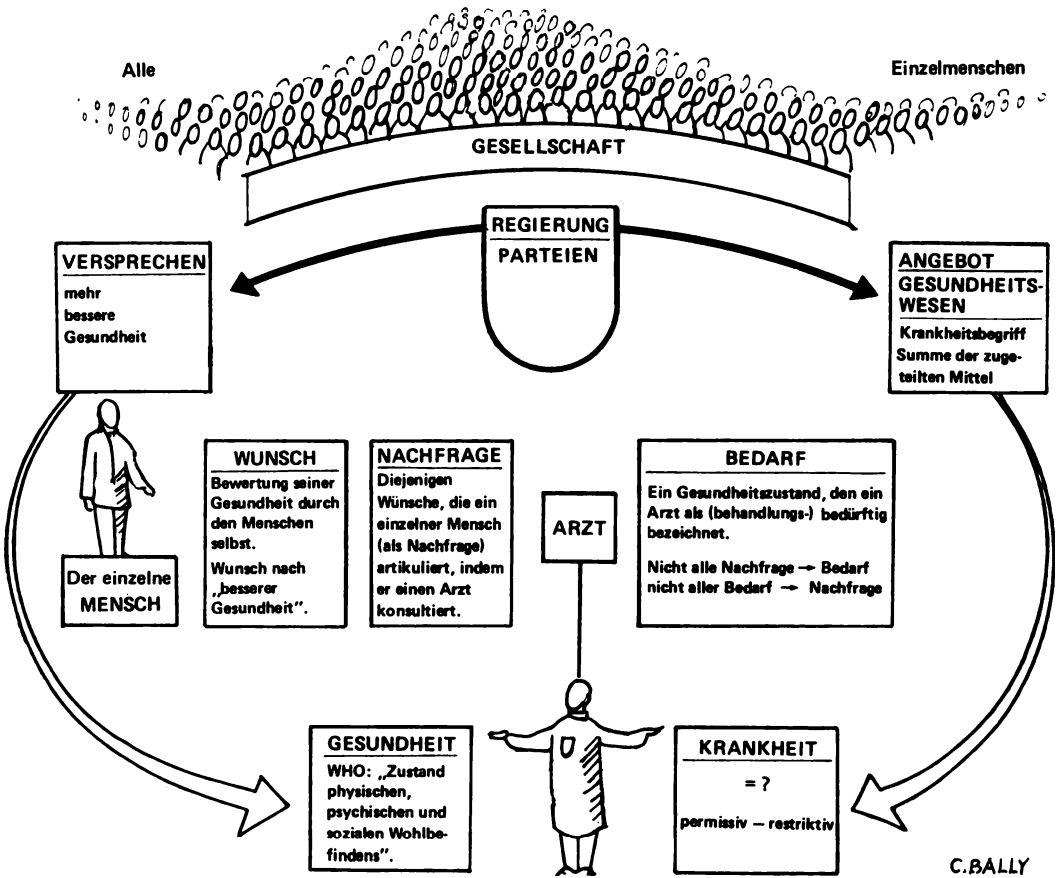 Alle
Einzelmenschen
GESELLSCHAFT
REGIERUNG
PARTEIEN
VERSPRECHEN
mehr
bessere
Gesundheit
ANGEBOT
GESUNDHEITS-
WESEN
Krankheitsbegriff
Summe der zuge-
teilten Mittel
Der einzelne
MENSCH
WUNSCH
Bewertung seiner
Gesundheit durch
den Menschen
selbst.
Wunsch nach
„besserer
Gesundheit”.
NACHFRAGE
Diejenigen
Wünsche, die ein
einzelner Mensch
(als Nachfrage)
artikuliert, indem
er einen Arzt
konsultiert.
ARZT
BEDARF
Ein Gesundheitszustand, den ein
Arzt als (behandlungs-) bedürftig
bezeichnet.
Nicht alle Nachfrage → Bedarf
nicht aller Bedarf → Nachfrage
GESUNDHEIT
WHO: „Zustand
physischen,
psychischen und
sozialen Wohlbe-
findens”.
KRANKHEIT
= ?
permissiv – restriktiv
C. BALLY